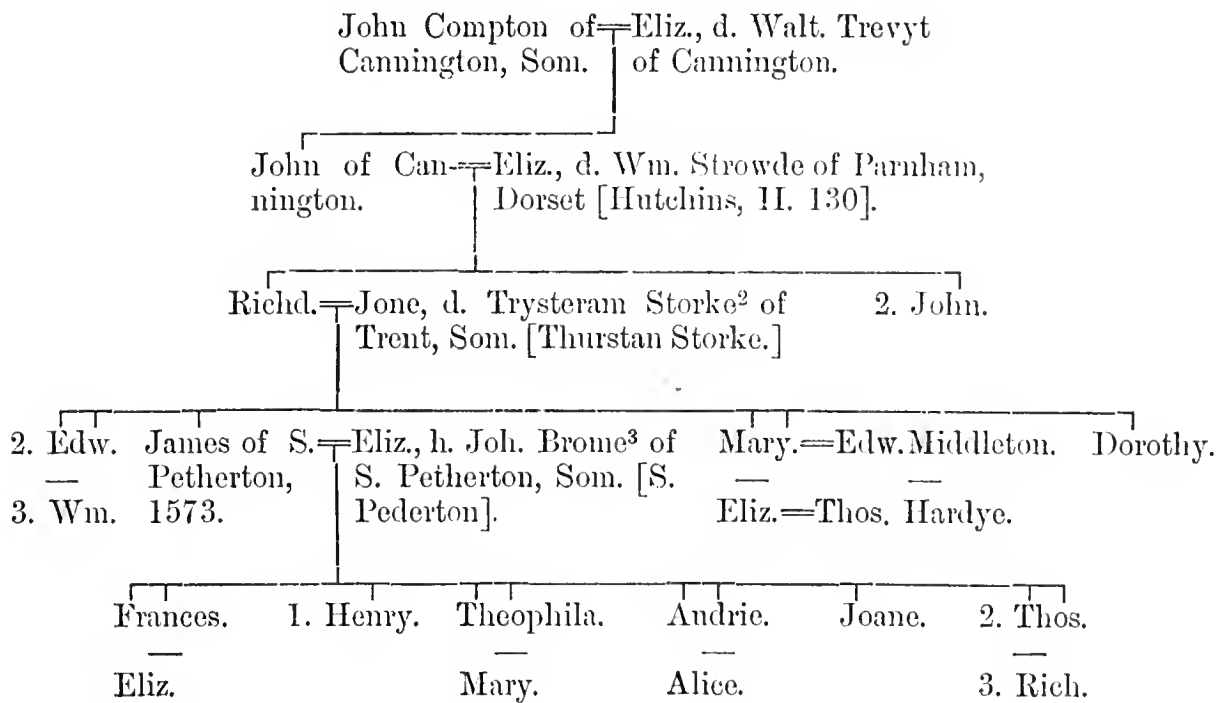 John Compton of═Eliz., d. Walt. Trevyt
Cannington, Som. of Cannington.
John of Can-═Eliz., d. Wm. Strowde of Parnham,
nington. Dorset [Hutchins, II. 130].
Richd.═Jone, d. Trysteram Storke² of 2. John.
Trent, Som. [Thurstan Storke.]
2. Edw. James of S.═Eliz., h. Joh. Brome³ of Mary.═Edw. Middleton. Dorothy.
— Petherton, S. Petherton, Som. [S. — —
3. Wm. 1573. Pederton]. Eliz.═Thos. Hardye.
Frances. 1. Henry. Theophila. Audrie. Joane. 2. Thos.
— — — —
Eliz. Mary. Alice. 3. Rich.